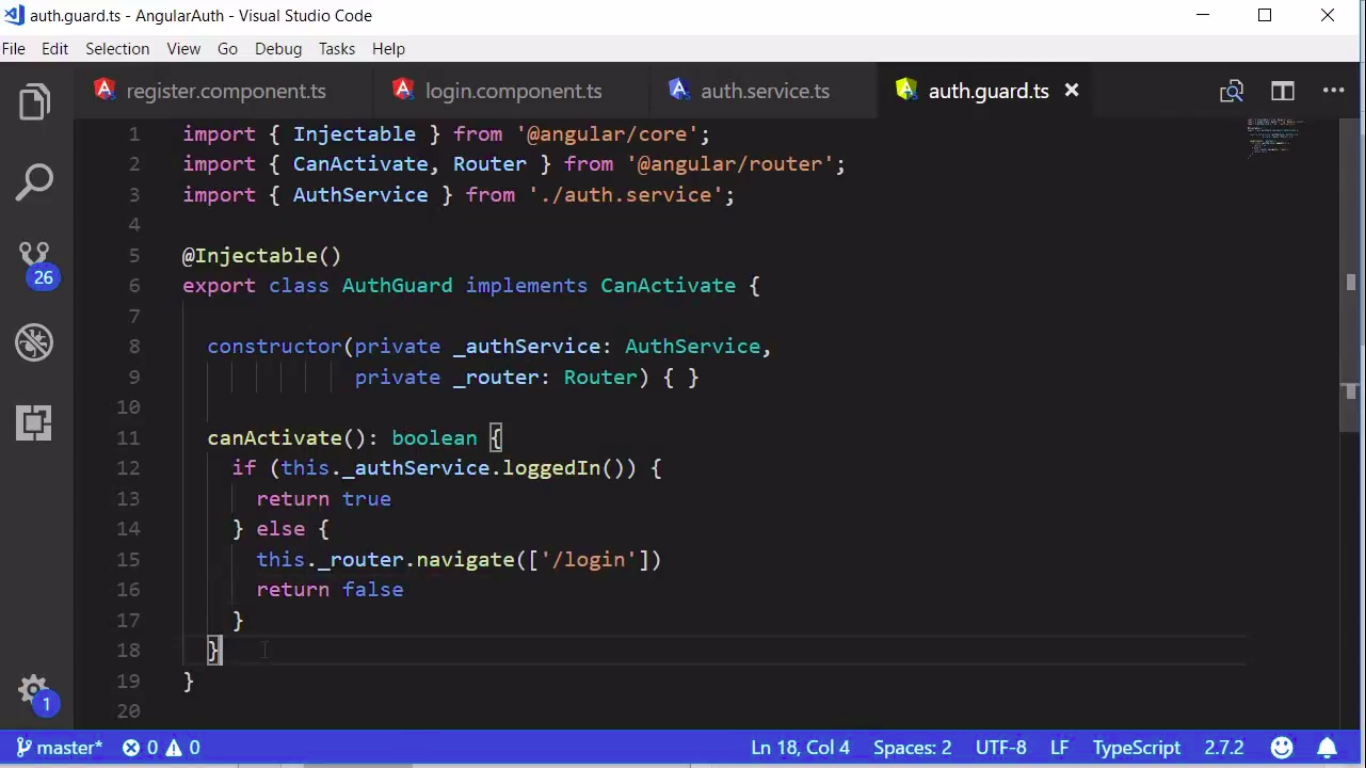 auth.guard.ts - AngularAuth - Visual Studio Code
File Edit Selection View Go Debug Tasks Help
register.component.ts login.component.ts auth.service.ts auth.guard.ts
1 import { Injectable } from '@angular/core';
2 import { CanActivate, Router } from '@angular/router';
3 import { AuthService } from './auth.service';
4
5 @Injectable()
6 export class AuthGuard implements CanActivate {
7
8 constructor(private _authService: AuthService,
9 private _router: Router) { }
10
11 canActivate(): boolean {
12 if (this._authService.loggedIn()) {
13 return true
14 } else {
15 this._router.navigate(['/login'])
16 return false
17 }
18 }
19 }
20
26
1
master* 0 0 Ln 18, Col 4 Spaces: 2 UTF-8 LF TypeScript 2.7.2